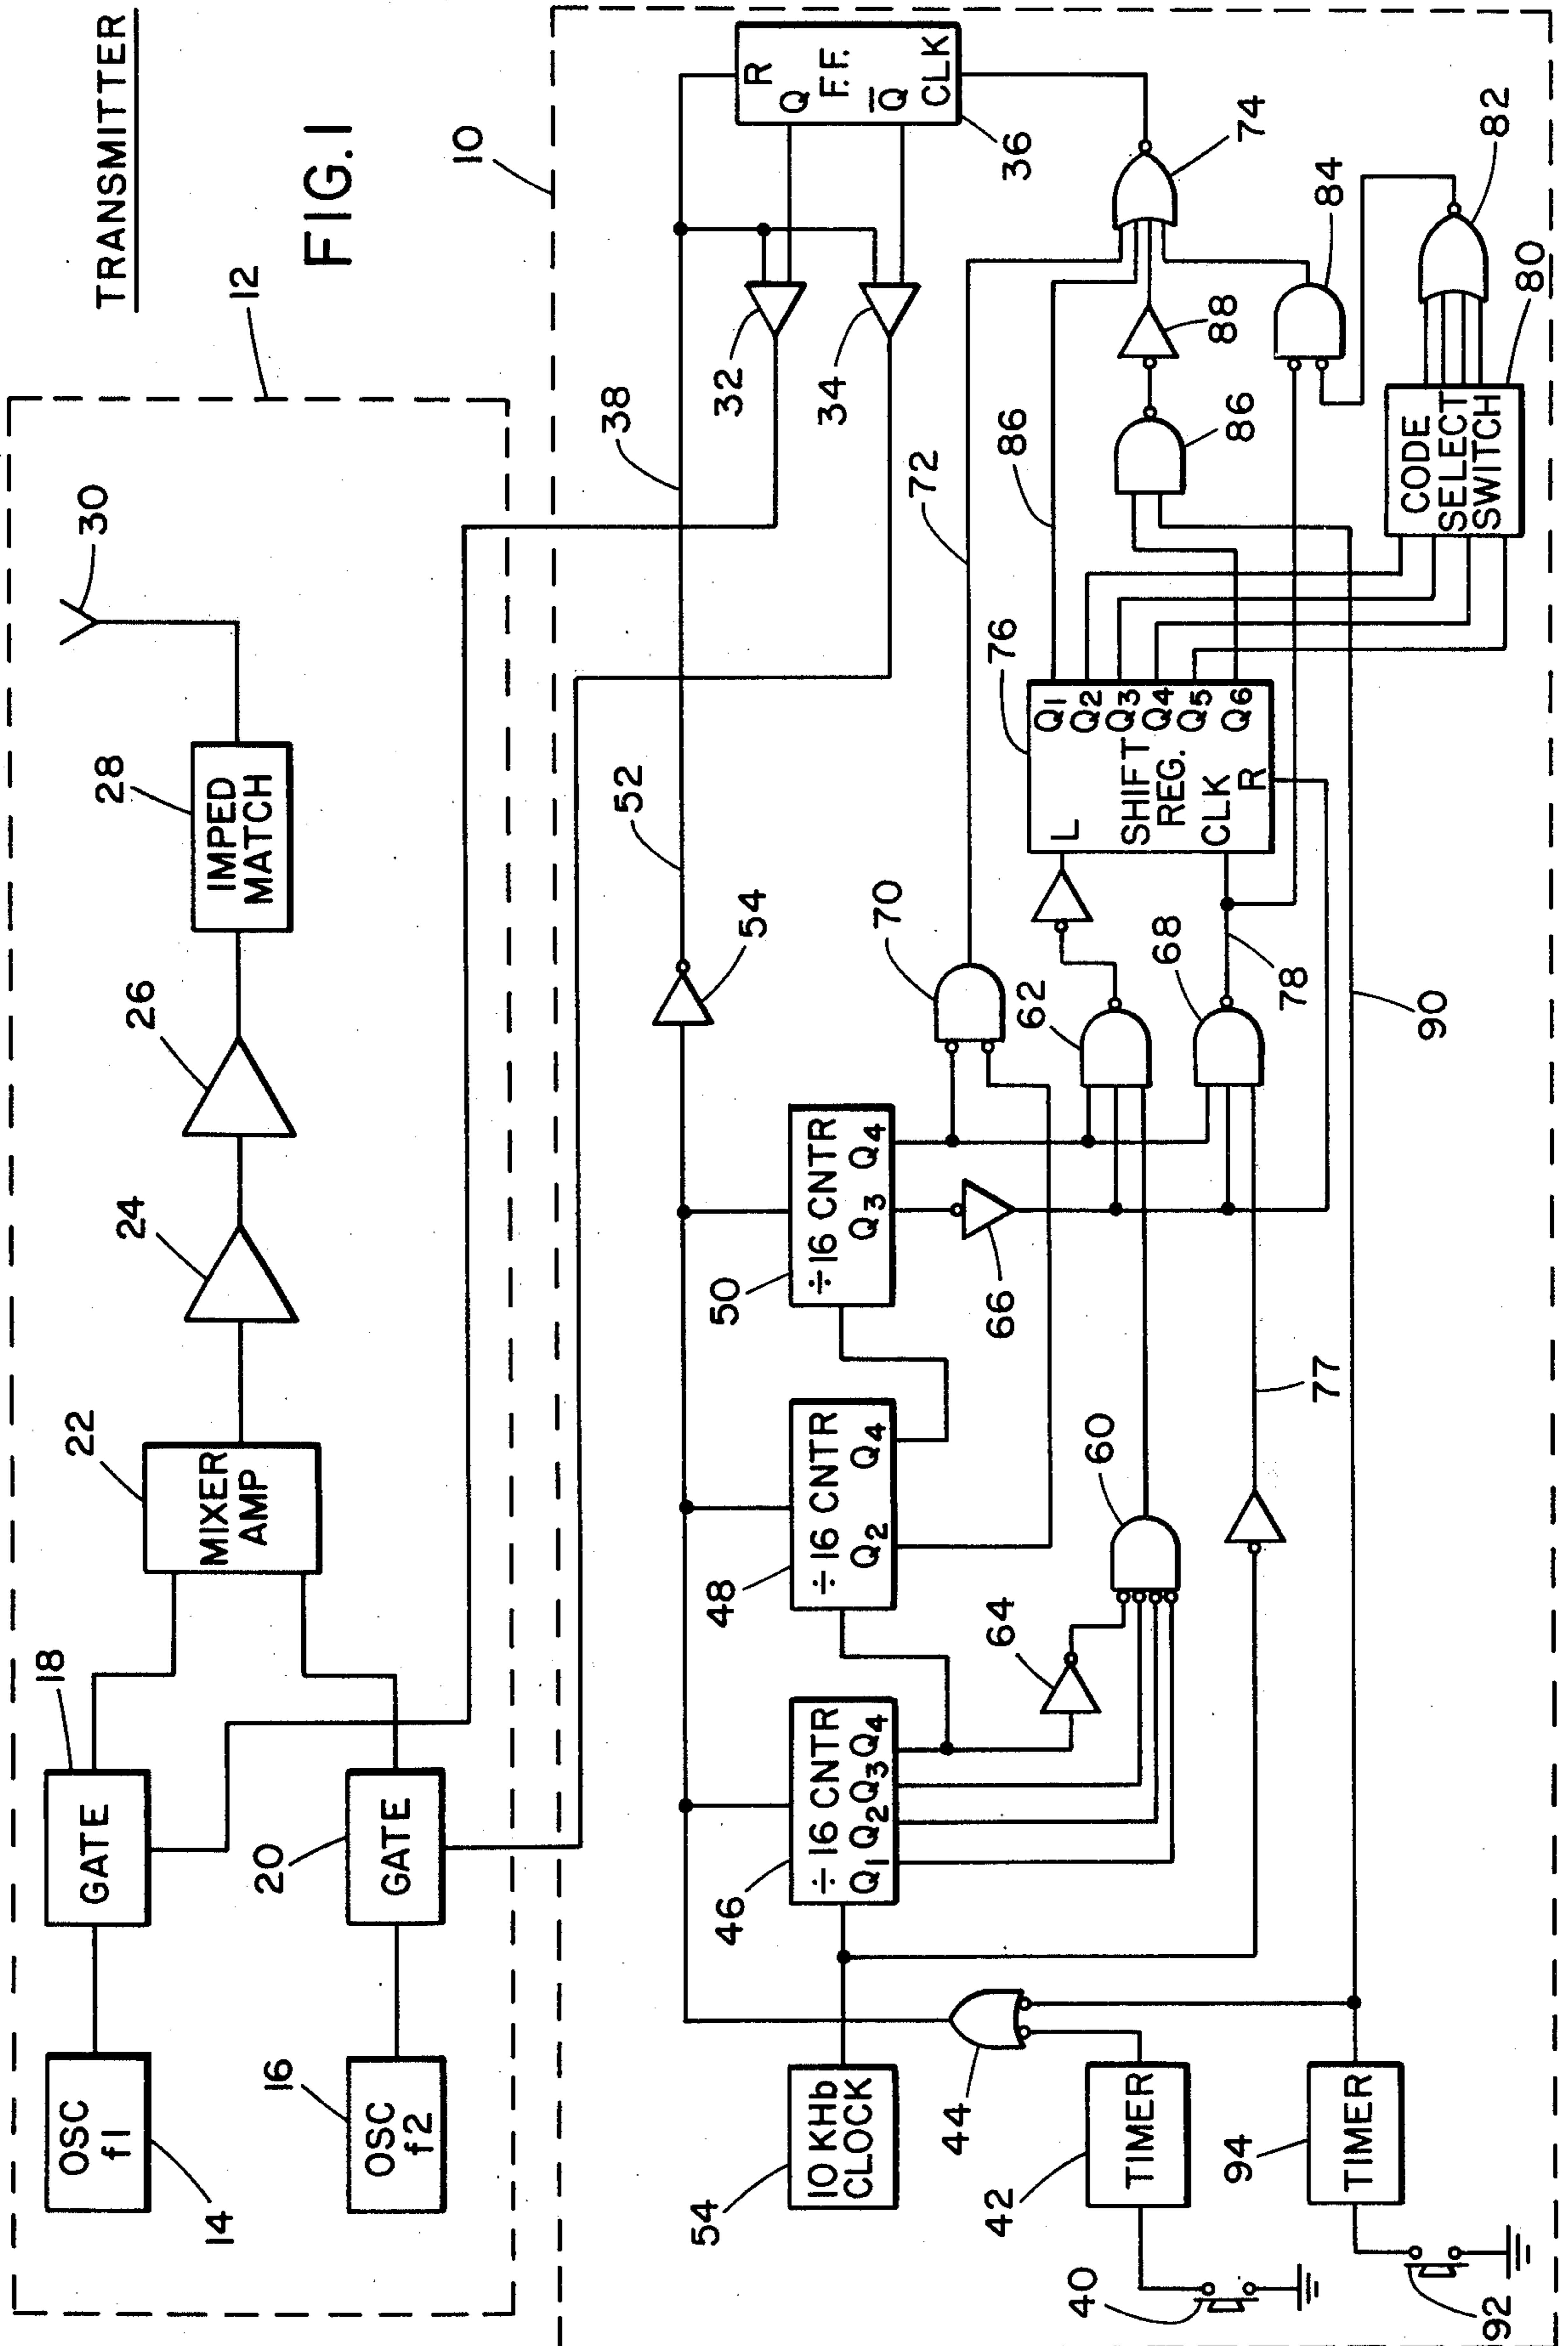 TRANSMITTER
FIG.1
12
10
OSC
f1
14
OSC
f2
16
GATE
18
GATE
20
MIXER
AMP
22
24
26
IMPED
MATCH
28
30
32
34
R
Q
F.F.
Q̅
CLK
36
38
52
54
10 KHb
CLOCK
54
÷16 CNTR
Q1 Q2 Q3 Q4
46
÷16 CNTR
Q2 Q4
48
÷16 CNTR
Q3 Q4
50
44
TIMER
42
40
TIMER
94
92
60
64
66
62
68
70
72
74
77
78
90
L
SHIFT
REG.
CLK
R
Q1
Q2
Q3
Q4
Q5
Q6
76
86
86
88
84
82
CODE
SELECT
SWITCH
80